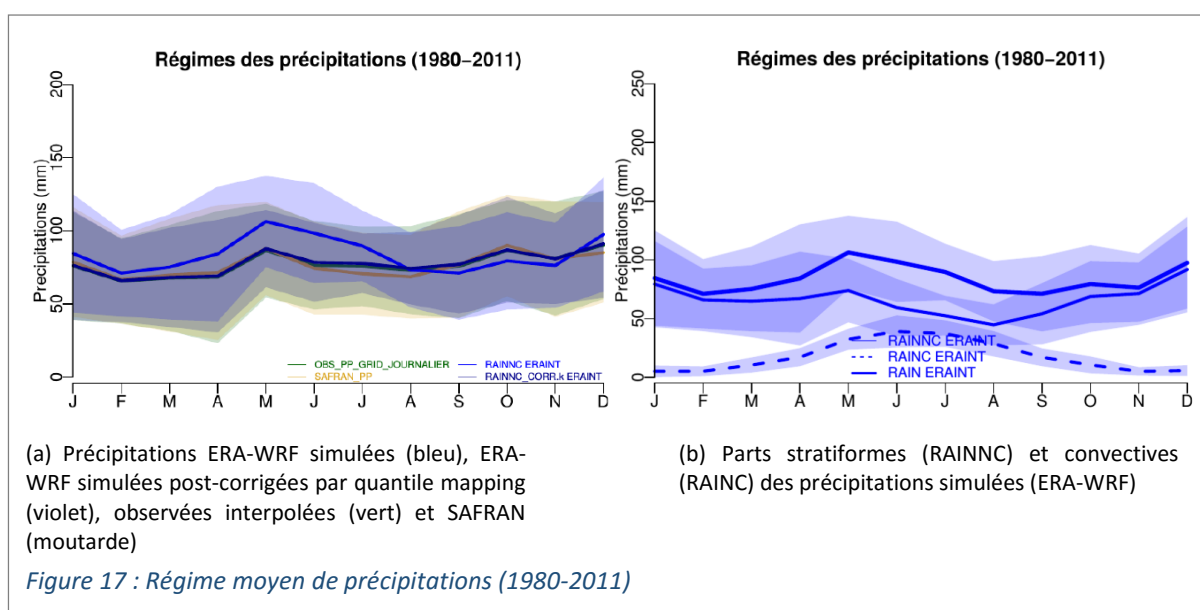 Régimes des précipitations (1980–2011)
Précipitations (mm)
200
150
100
50
0
J F M A M J J A S O N D
OBS_PP_GRID_JOURNALIER
SAFRAN_PP
RAINNC ERAINT
RAINNC_CORR.k ERAINT
(a) Précipitations ERA-WRF simulées (bleu), ERA-
WRF simulées post-corrigées par quantile mapping
(violet), observées interpolées (vert) et SAFRAN
(moutarde)
Régimes des précipitations (1980–2011)
Précipitations (mm)
250
200
150
100
50
0
J F M A M J J A S O N D
RAINNC ERAINT
RAINC ERAINT
RAIN ERAINT
(b) Parts stratiformes (RAINNC) et convectives
(RAINC) des précipitations simulées (ERA-WRF)
Figure 17 : Régime moyen de précipitations (1980-2011)